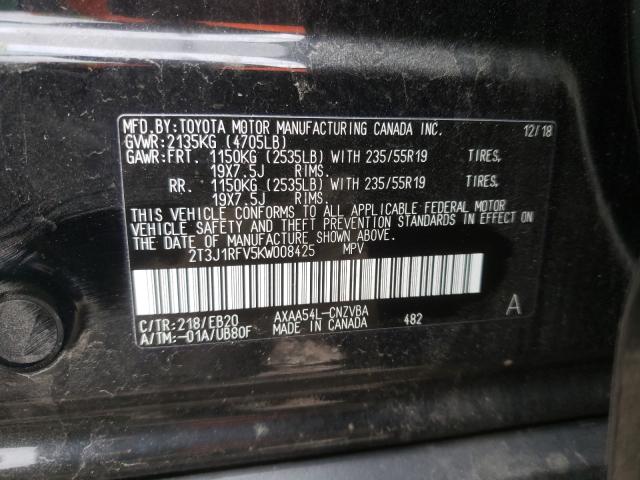 MFD.BY:TOYOTA MOTOR MANUFACTURING CANADA INC. 12/18
GVWR:2135KG (4705LB)
GAWR:FRT. 1150KG (2535LB) WITH 235/55R19 TIRES,
19X7.5J RIMS.
RR. 1150KG (2535LB) WITH 235/55R19 TIRES,
19X7.5J RIMS.
THIS VEHICLE CONFORMS TO ALL APPLICABLE FEDERAL MOTOR
VEHICLE SAFETY AND THEFT PREVENTION STANDARDS IN EFFECT ON
THE DATE OF MANUFACTURE SHOWN ABOVE.
2T3J1RFV5KW008425 MPV
C/TR:218/EB20 AXAA54L-CNZVBA A
A/TM:-01A/UB80F MADE IN CANADA 482